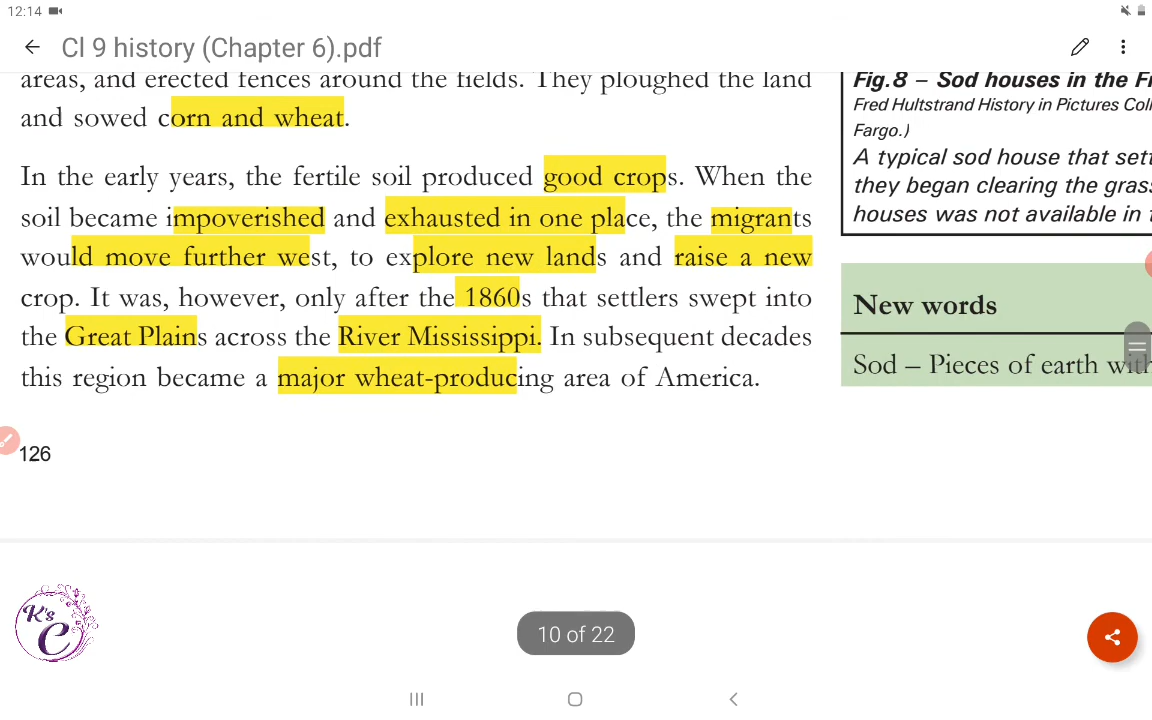 12:14
Cl 9 history (Chapter 6).pdf
areas, and erected fences around the fields. They ploughed the land
and sowed corn and wheat.
In the early years, the fertile soil produced good crops. When the
soil became impoverished and exhausted in one place, the migrants
would move further west, to explore new lands and raise a new
crop. It was, however, only after the 1860s that settlers swept into
the Great Plains across the River Mississippi. In subsequent decades
this region became a major wheat-producing area of America.
126
Fig.8 – Sod houses in the
Fred Hultstrand History in Pictures
Fargo.)
A typical sod house that
they began clearing the
houses was not available in
New words
Sod – Pieces of earth with
K's
C
10 of 22